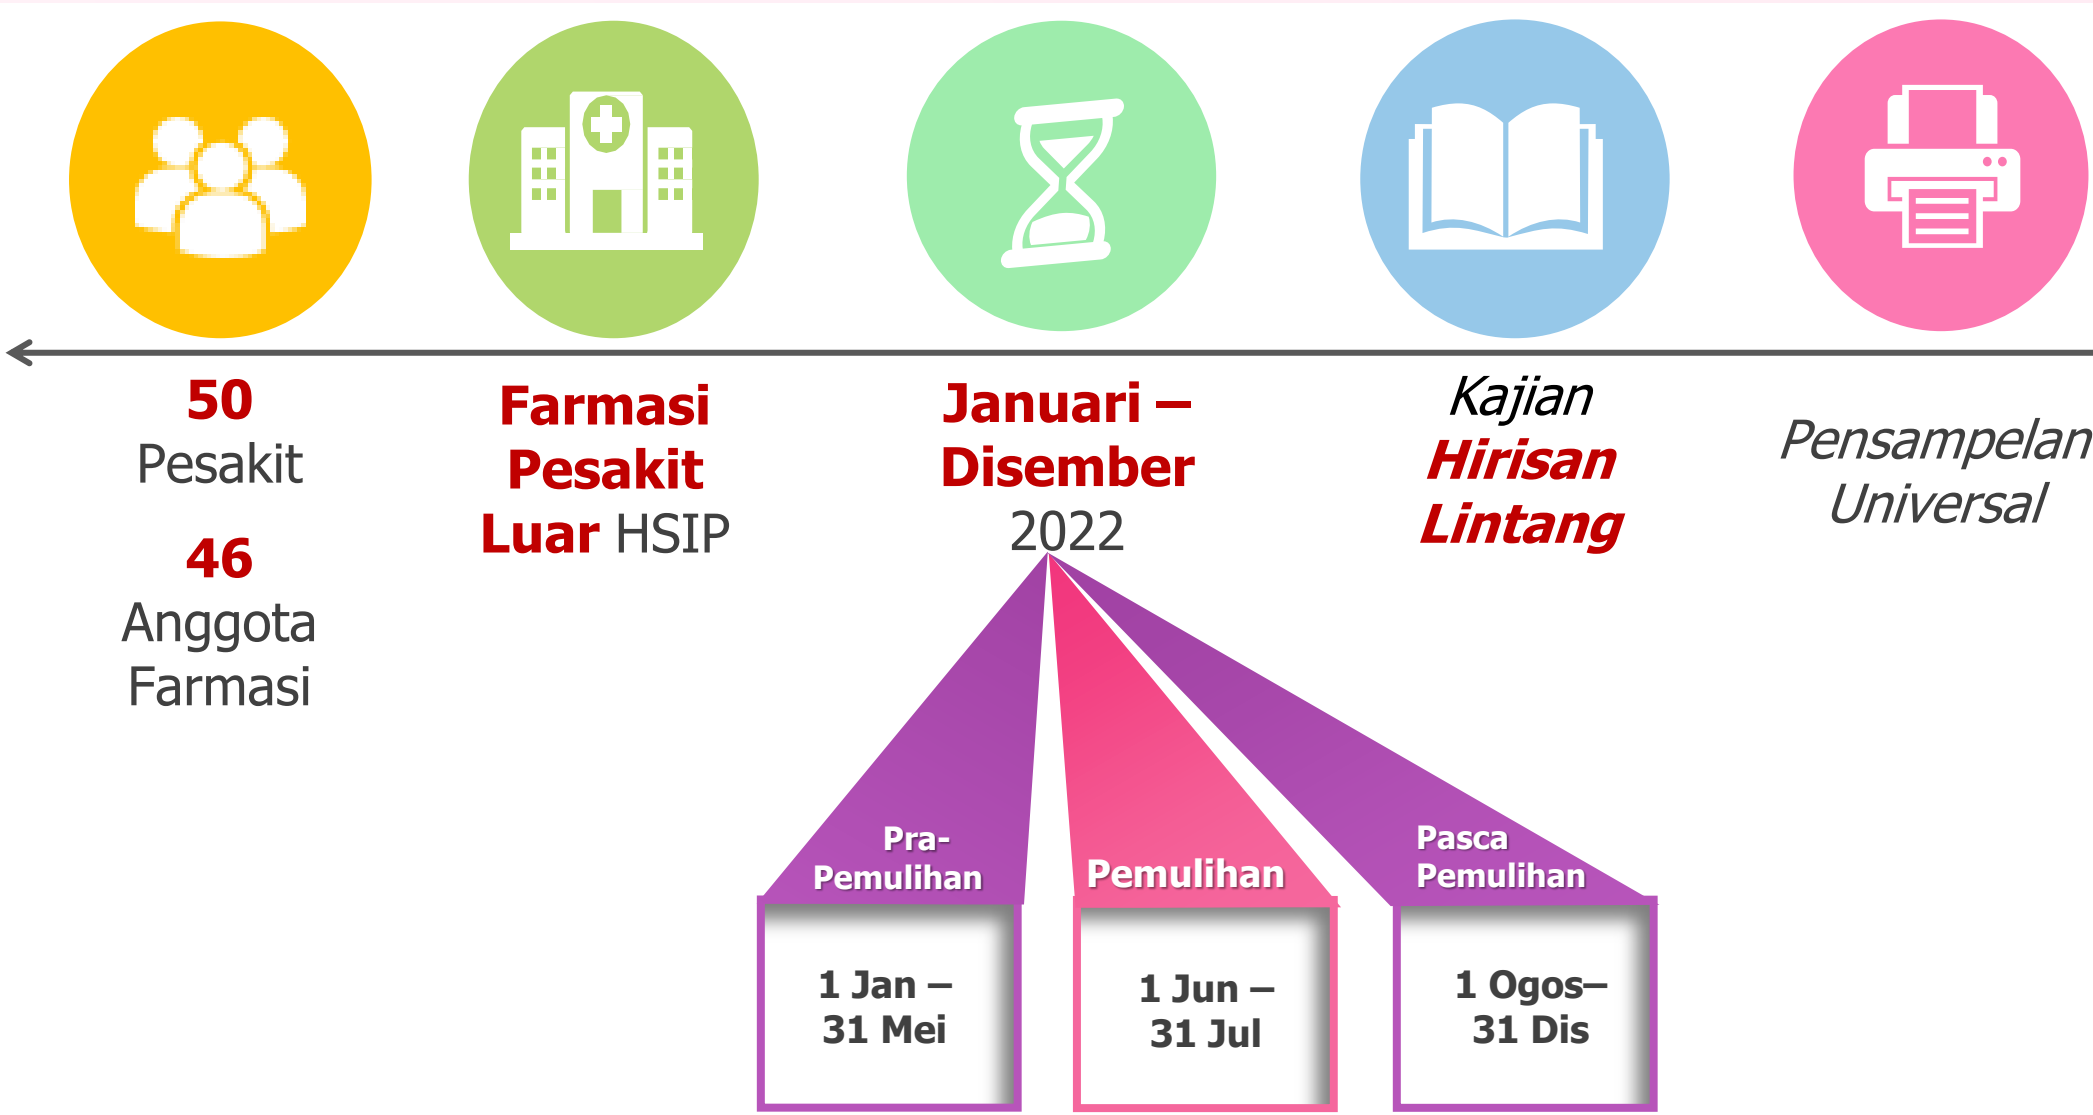 50
Pesakit
46
Anggota
Farmasi
Farmasi
Pesakit
Luar HSIP
Januari –
Disember
2022
Kajian
Hirisan
Lintang
Pensampelan
Universal
Pra-
Pemulihan
1 Jan –
31 Mei
Pemulihan
1 Jun –
31 Jul
Pasca
Pemulihan
1 Ogos–
31 Dis